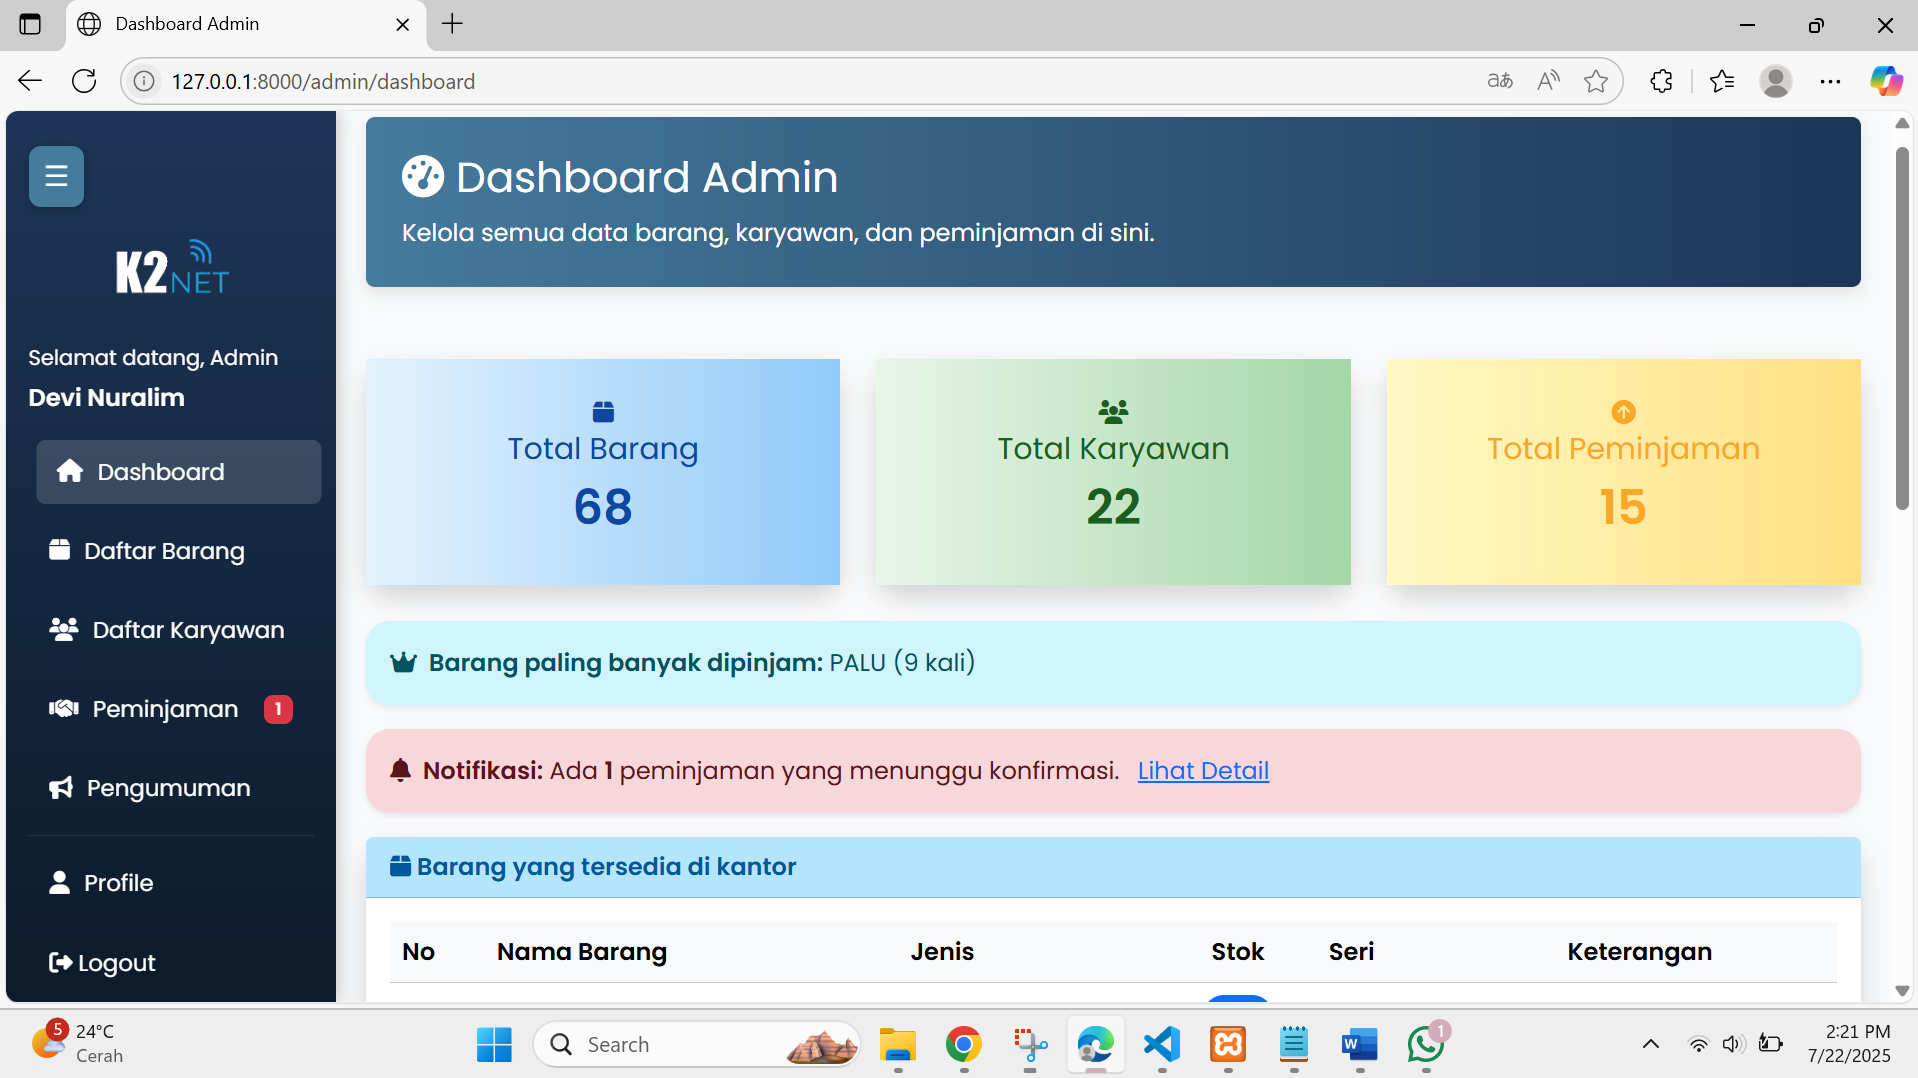 Dashboard Admin
127.0.0.1:8000/admin/dashboard
K2NET
Selamat datang, Admin
Devi Nuralim
Dashboard
Daftar Barang
Daftar Karyawan
Peminjaman 1
Pengumuman
Profile
Logout
Dashboard Admin
Kelola semua data barang, karyawan, dan peminjaman di sini.
Total Barang
68
Total Karyawan
22
Total Peminjaman
15
Barang paling banyak dipinjam: PALU (9 kali)
Notifikasi: Ada 1 peminjaman yang menunggu konfirmasi. Lihat Detail
Barang yang tersedia di kantor
No Nama Barang Jenis Stok Seri Keterangan
5
24°C
Cerah
Search
1
2:21 PM
7/22/2025